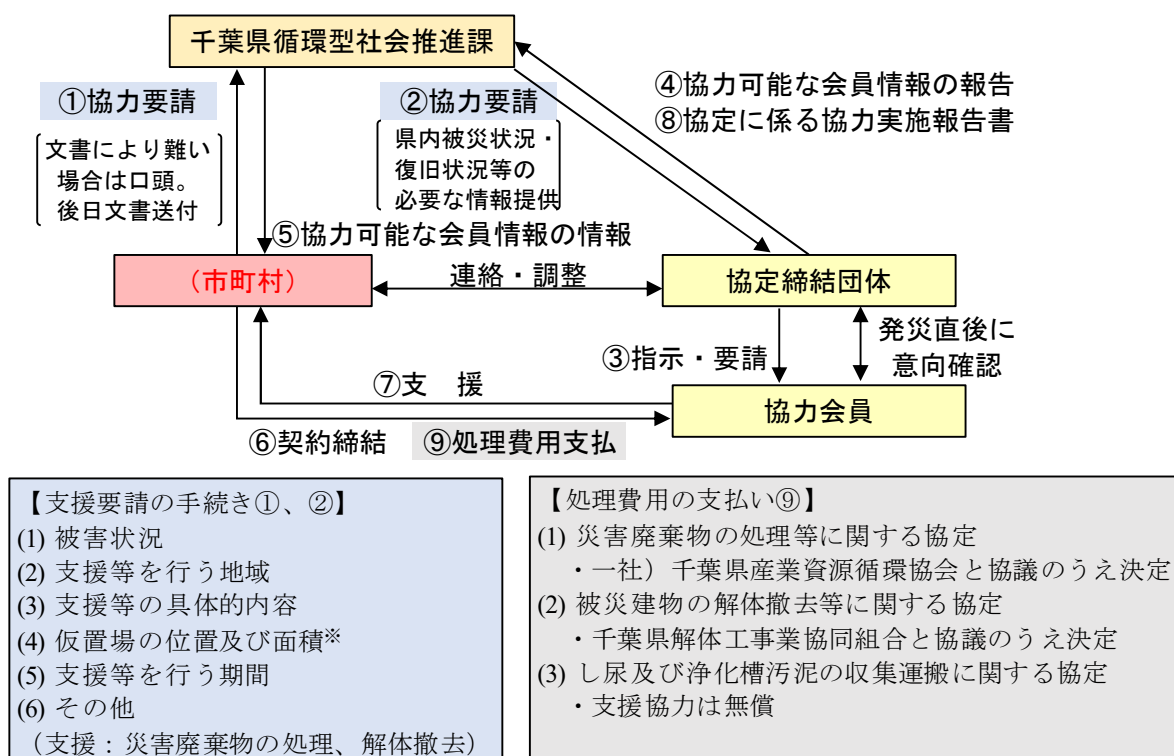 千葉県循環型社会推進課
①協力要請
文書により難い
場合は口頭。
後日文書送付
②協力要請
県内被災状況・
復旧状況等の
必要な情報提供
④協力可能な会員情報の報告
⑧協定に係る協力実施報告書
⑤協力可能な会員情報の情報
（市町村）
連絡・調整
協定締結団体
③指示・要請
発災直後に
意向確認
⑦支　援
協力会員
⑥契約締結
⑨処理費用支払
【支援要請の手続き①、②】
(1) 被害状況
(2) 支援等を行う地域
(3) 支援等の具体的内容
(4) 仮置場の位置及び面積※
(5) 支援等を行う期間
(6) その他
（支援：災害廃棄物の処理、解体撤去）
【処理費用の支払い⑨】
(1) 災害廃棄物の処理等に関する協定
・一社）千葉県産業資源循環協会と協議のうえ決定
(2) 被災建物の解体撤去等に関する協定
・千葉県解体工事業協同組合と協議のうえ決定
(3) し尿及び浄化槽汚泥の収集運搬に関する協定
・支援協力は無償